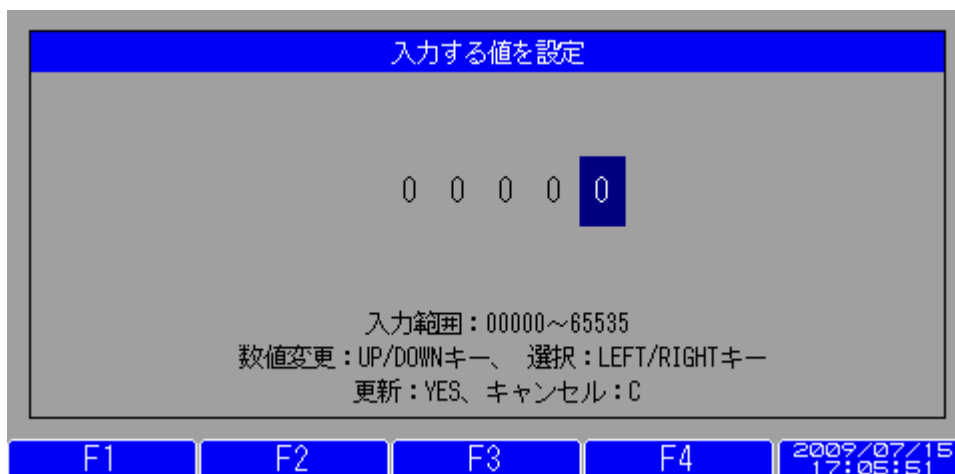 入力する値を設定
0 0 0 0 0
入力範囲：00000～65535
数値変更：UP/DOWNキー、 選択：LEFT/RIGHTキー
更新：YES、キャンセル：C
F1 F2 F3 F4 2009/07/15
17:05:51